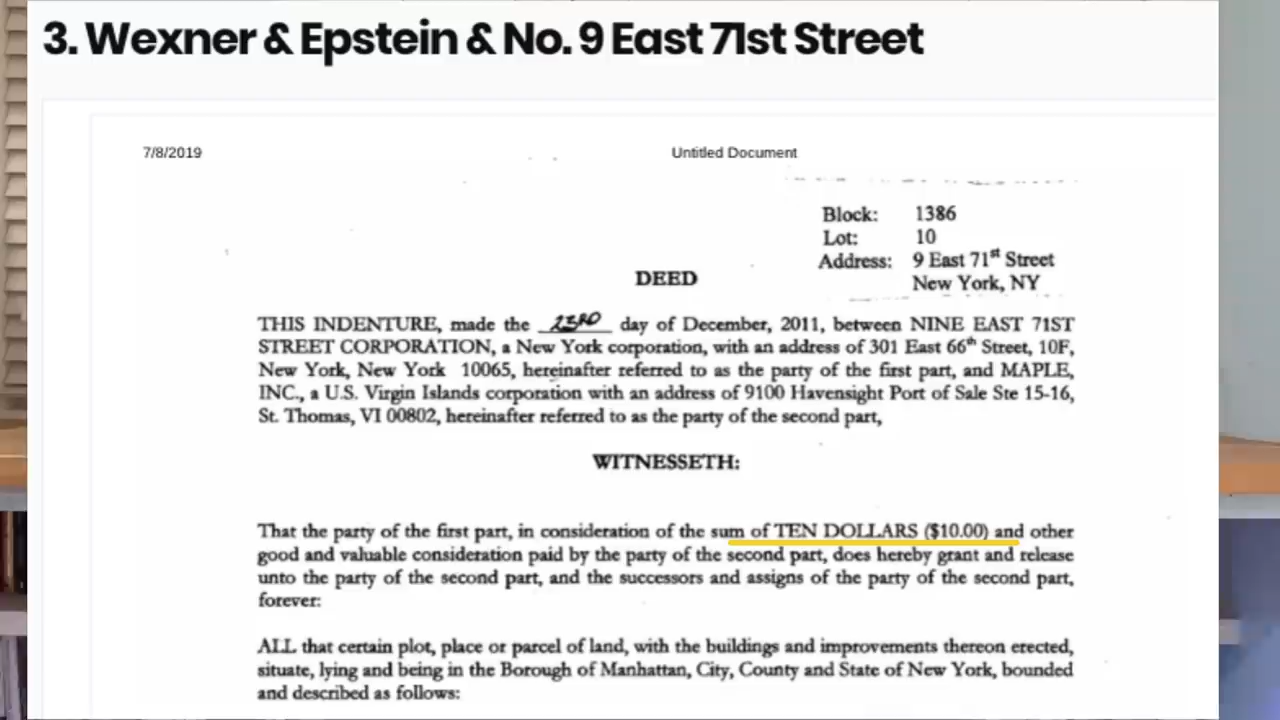 3. Wexner & Epstein & No. 9 East 71st Street
7/8/2019
Untitled Document
Block: 1386
Lot: 10
Address: 9 East 71st Street
New York, NY
DEED
THIS INDENTURE, made the 23RD day of December, 2011, between NINE EAST 71ST
STREET CORPORATION, a New York corporation, with an address of 301 East 66th Street, 10F,
New York, New York 10065, hereinafter referred to as the party of the first part, and MAPLE,
INC., a U.S. Virgin Islands corporation with an address of 9100 Havensight Port of Sale Ste 15-16,
St. Thomas, VI 00802, hereinafter referred to as the party of the second part,
WITNESSETH:
That the party of the first part, in consideration of the sum of TEN DOLLARS ($10.00) and other
good and valuable consideration paid by the party of the second part, does hereby grant and release
unto the party of the second part, and the successors and assigns of the party of the second part,
forever:
ALL that certain plot, place or parcel of land, with the buildings and improvements thereon erected,
situate, lying and being in the Borough of Manhattan, City, County and State of New York, bounded
and described as follows: